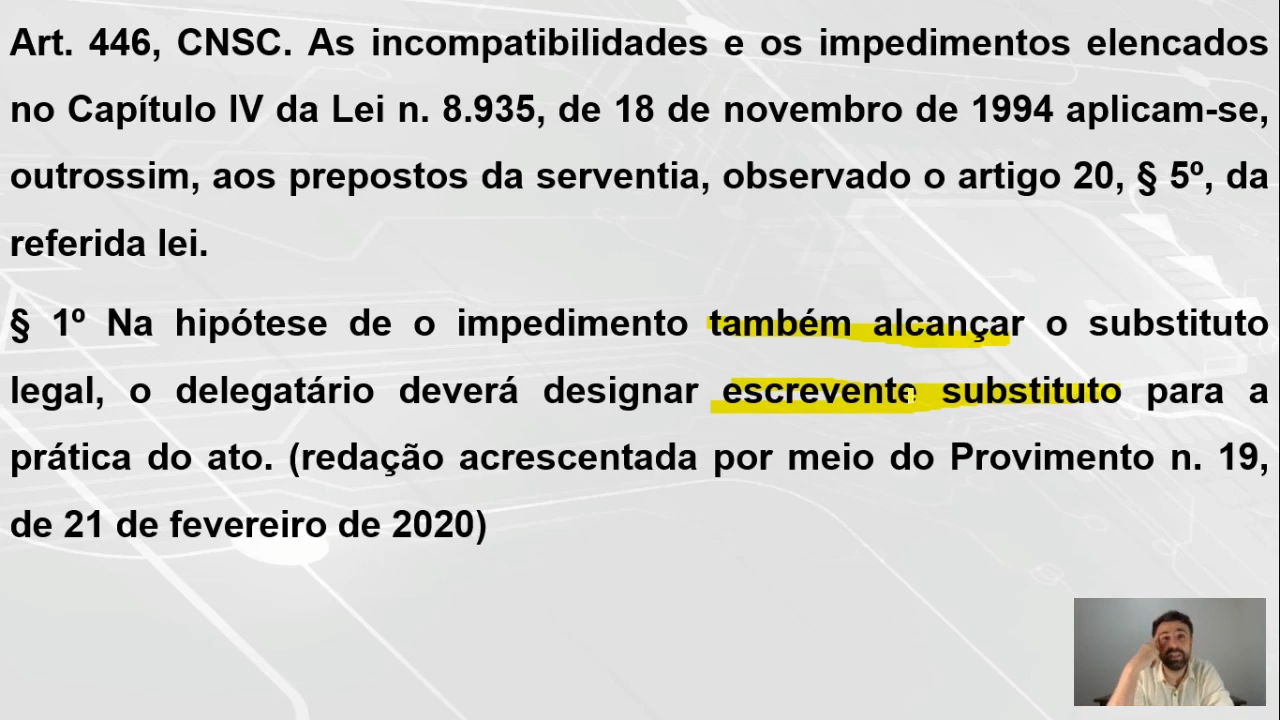 Art. 446, CNSC. As incompatibilidades e os impedimentos elencados
no Capítulo IV da Lei n. 8.935, de 18 de novembro de 1994 aplicam-se,
outrossim, aos prepostos da serventia, observado o artigo 20, § 5º, da
referida lei.
§ 1º Na hipótese de o impedimento também alcançar o substituto
legal, o delegatário deverá designar escrevente substituto para a
prática do ato. (redação acrescentada por meio do Provimento n. 19,
de 21 de fevereiro de 2020)